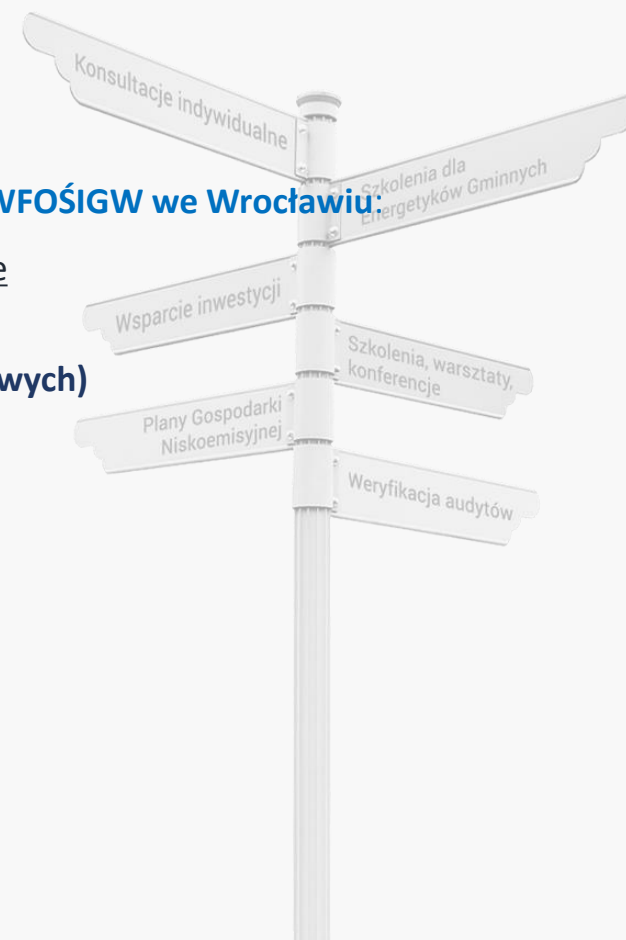 Konsultacje indywidualne
Szkolenia dla
Energetyków Gminnych
WFOŚIGW we Wrocławiu:
Wsparcie inwestycji
Szkolenia, warsztaty,
konferencje
wych)
Plany Gospodarki
Niskoemisyjnej
Weryfikacja audytów